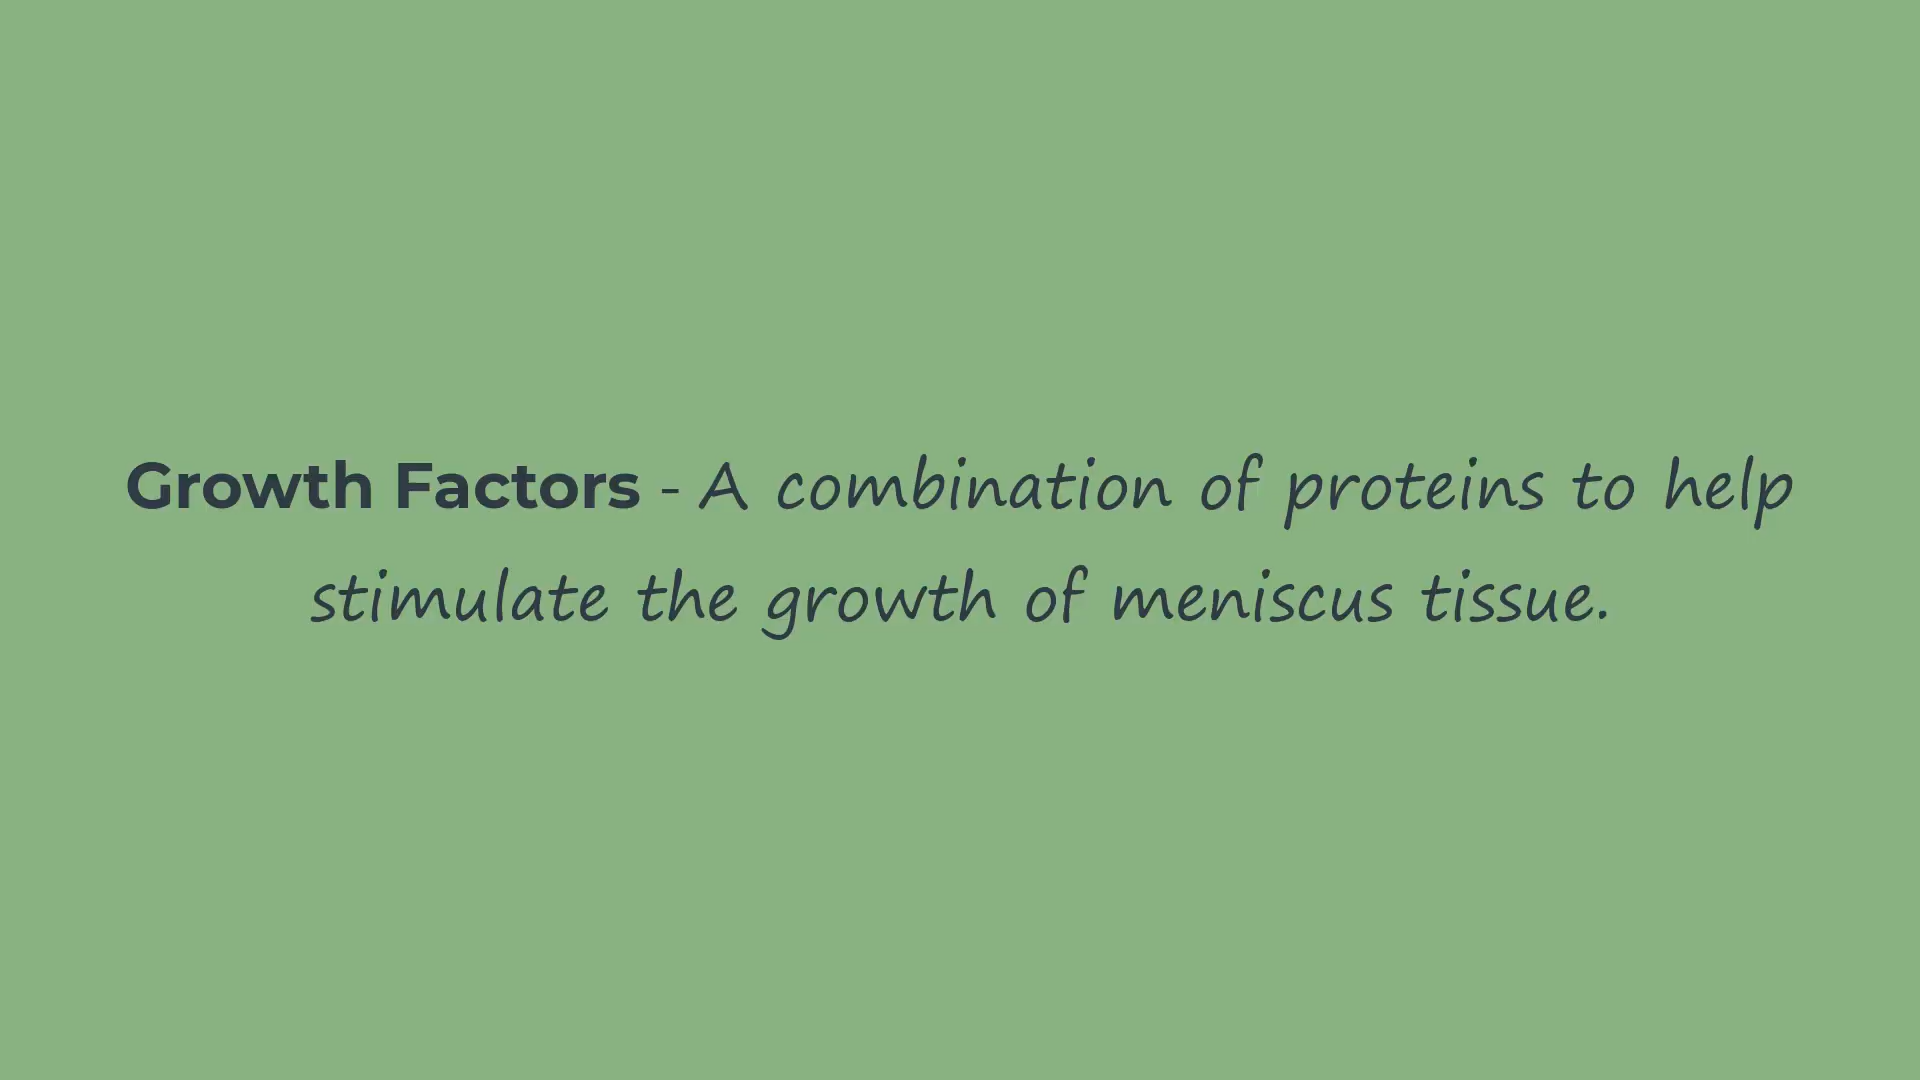 Growth Factors - A combination of proteins to help
stimulate the growth of meniscus tissue.